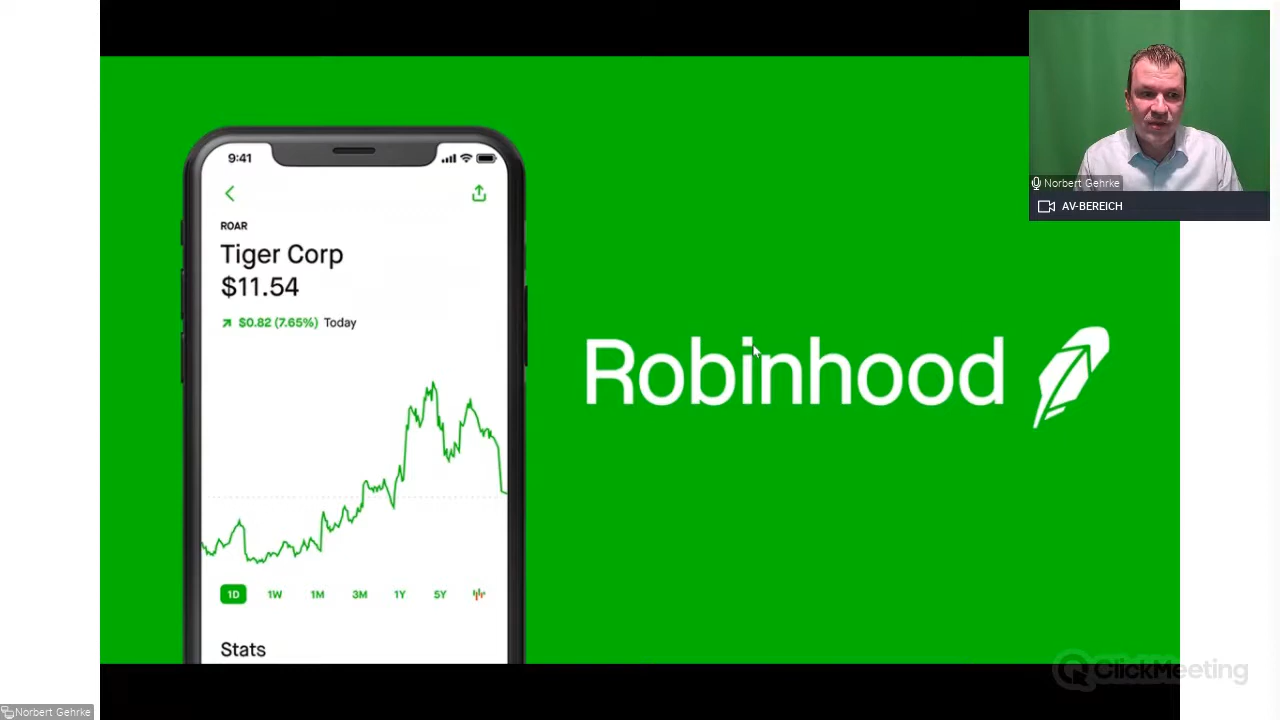 9:41
ROAR
Tiger Corp
$11.54
$0.82 (7.65%) Today
1D 1W 1M 3M 1Y 5Y
Stats
Robinhood
Norbert Gehrke
AV-BEREICH
ClickMeeting
Norbert Gehrke